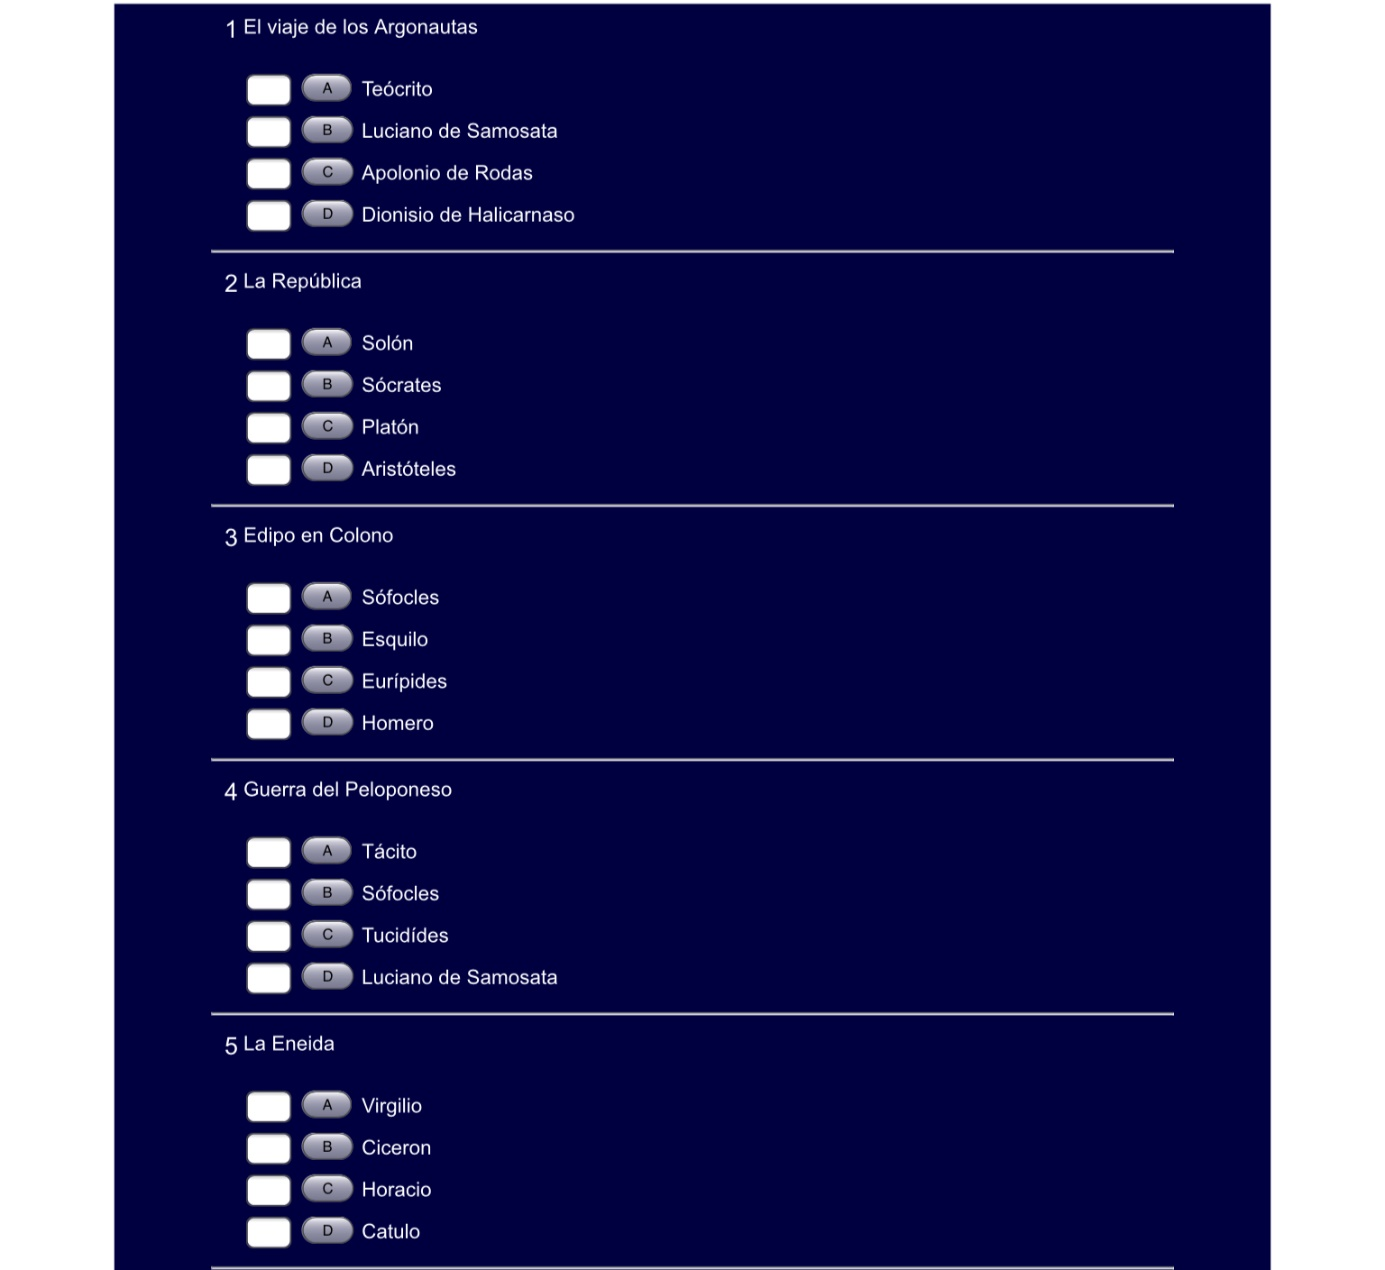 1 El viaje de los Argonautas
A Teócrito
B Luciano de Samosata
C Apolonio de Rodas
D Dionisio de Halicarnaso
2 La República
A Solón
B Sócrates
C Platón
D Aristóteles
3 Edipo en Colono
A Sófocles
B Esquilo
C Eurípides
D Homero
4 Guerra del Peloponeso
A Tácito
B Sófocles
C Tucidídes
D Luciano de Samosata
5 La Eneida
A Virgilio
B Ciceron
C Horacio
D Catulo